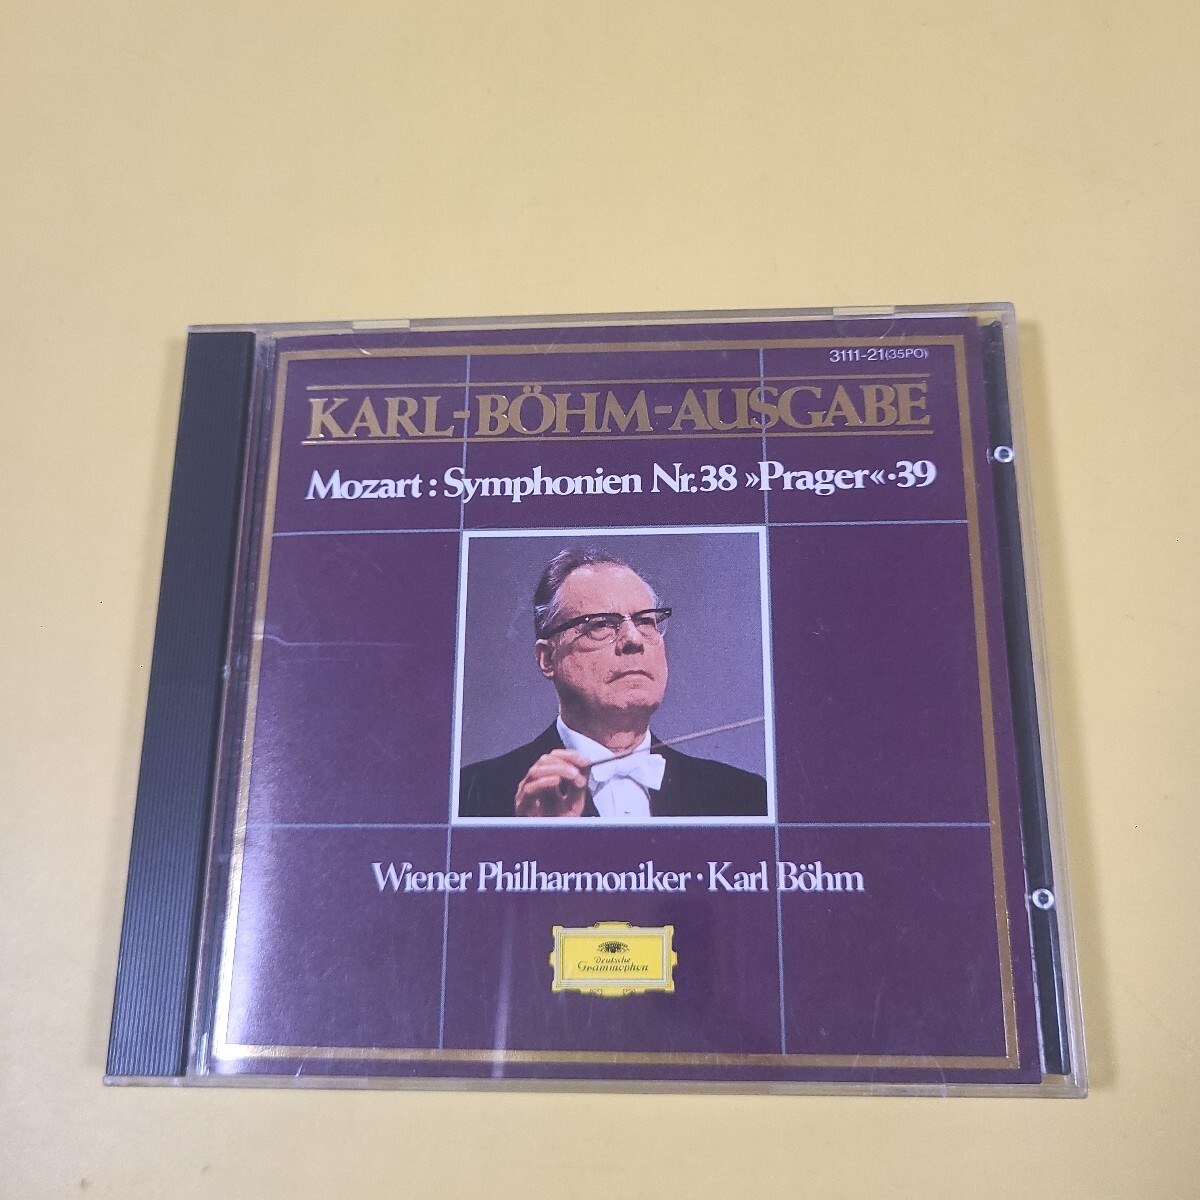 3111-21(35PO)
KARL-BÖHM-AUSGABE
Mozart: Symphonien Nr.38 »Prager«·39
Wiener Philharmoniker · Karl Böhm
Deutsche
Grammophon